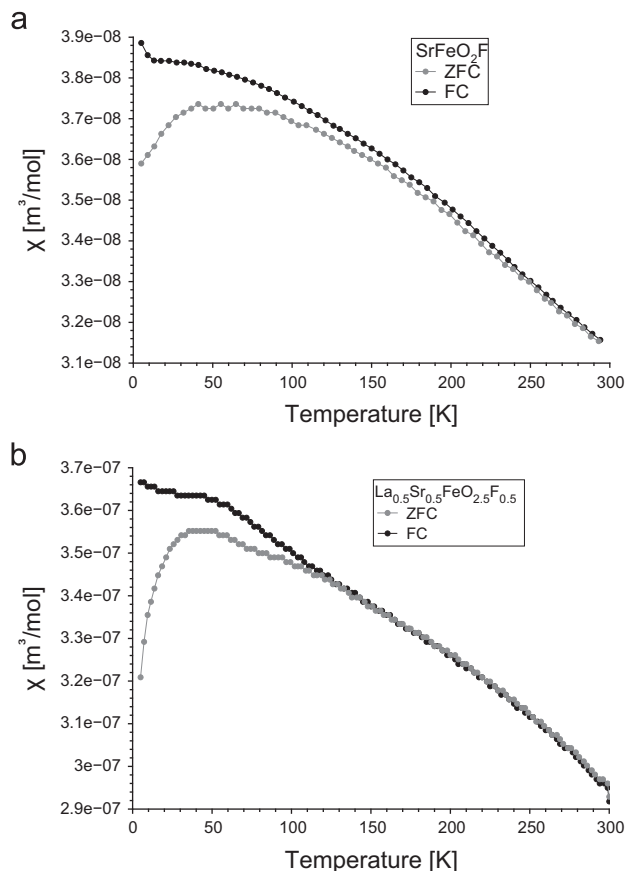 a
3.9e−08
3.8e−08
3.7e−08
3.6e−08
3.5e−08
3.4e−08
3.3e−08
3.2e−08
3.1e−08
χ [m³/mol]
SrFeO₂F
ZFC
FC
0 50 100 150 200 250 300
Temperature [K]
b
3.7e−07
3.6e−07
3.5e−07
3.4e−07
3.3e−07
3.2e−07
3.1e−07
3e−07
2.9e−07
χ [m³/mol]
La₀.₅Sr₀.₅FeO₂.₅F₀.₅
ZFC
FC
0 50 100 150 200 250 300
Temperature [K]